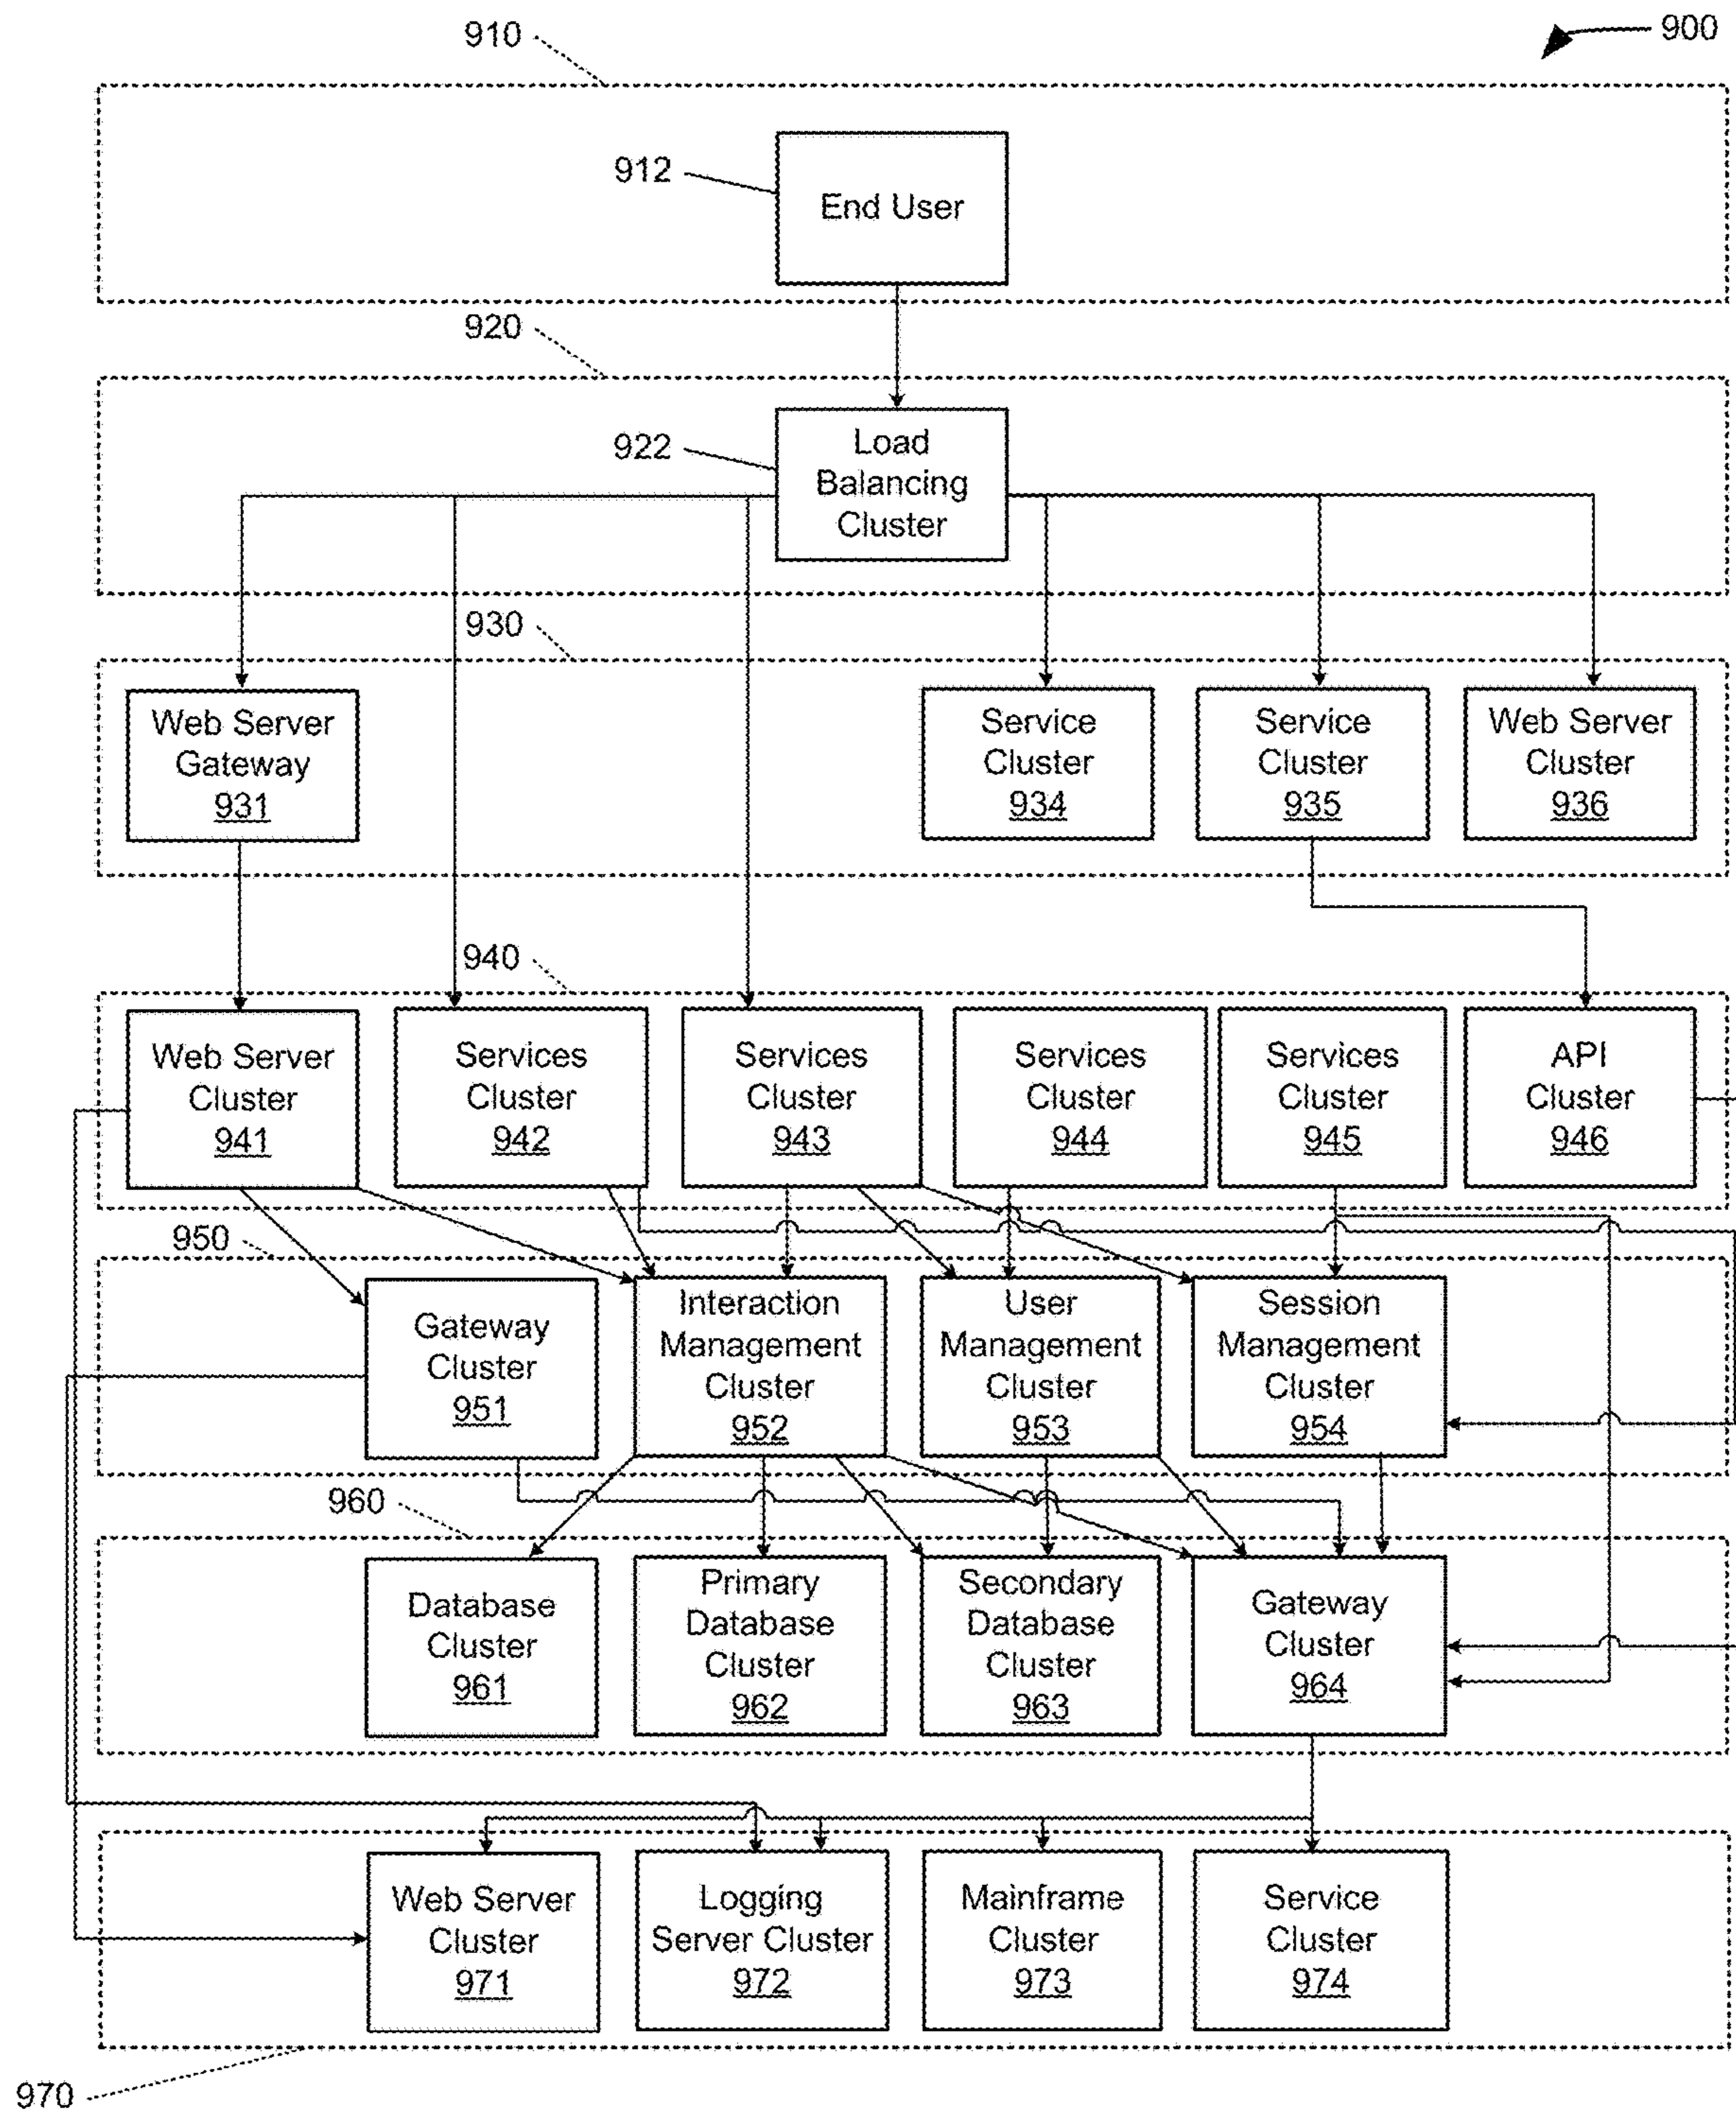 910
900
912
End User
920
922
Load
Balancing
Cluster
930
Web Server
Gateway
931
Service
Cluster
934
Service
Cluster
935
Web Server
Cluster
936
940
Web Server
Cluster
941
Services
Cluster
942
Services
Cluster
943
Services
Cluster
944
Services
Cluster
945
API
Cluster
946
950
Gateway
Cluster
951
Interaction
Management
Cluster
952
User
Management
Cluster
953
Session
Management
Cluster
954
960
Database
Cluster
961
Primary
Database
Cluster
962
Secondary
Database
Cluster
963
Gateway
Cluster
964
Web Server
Cluster
971
Logging
Server Cluster
972
Mainframe
Cluster
973
Service
Cluster
974
970